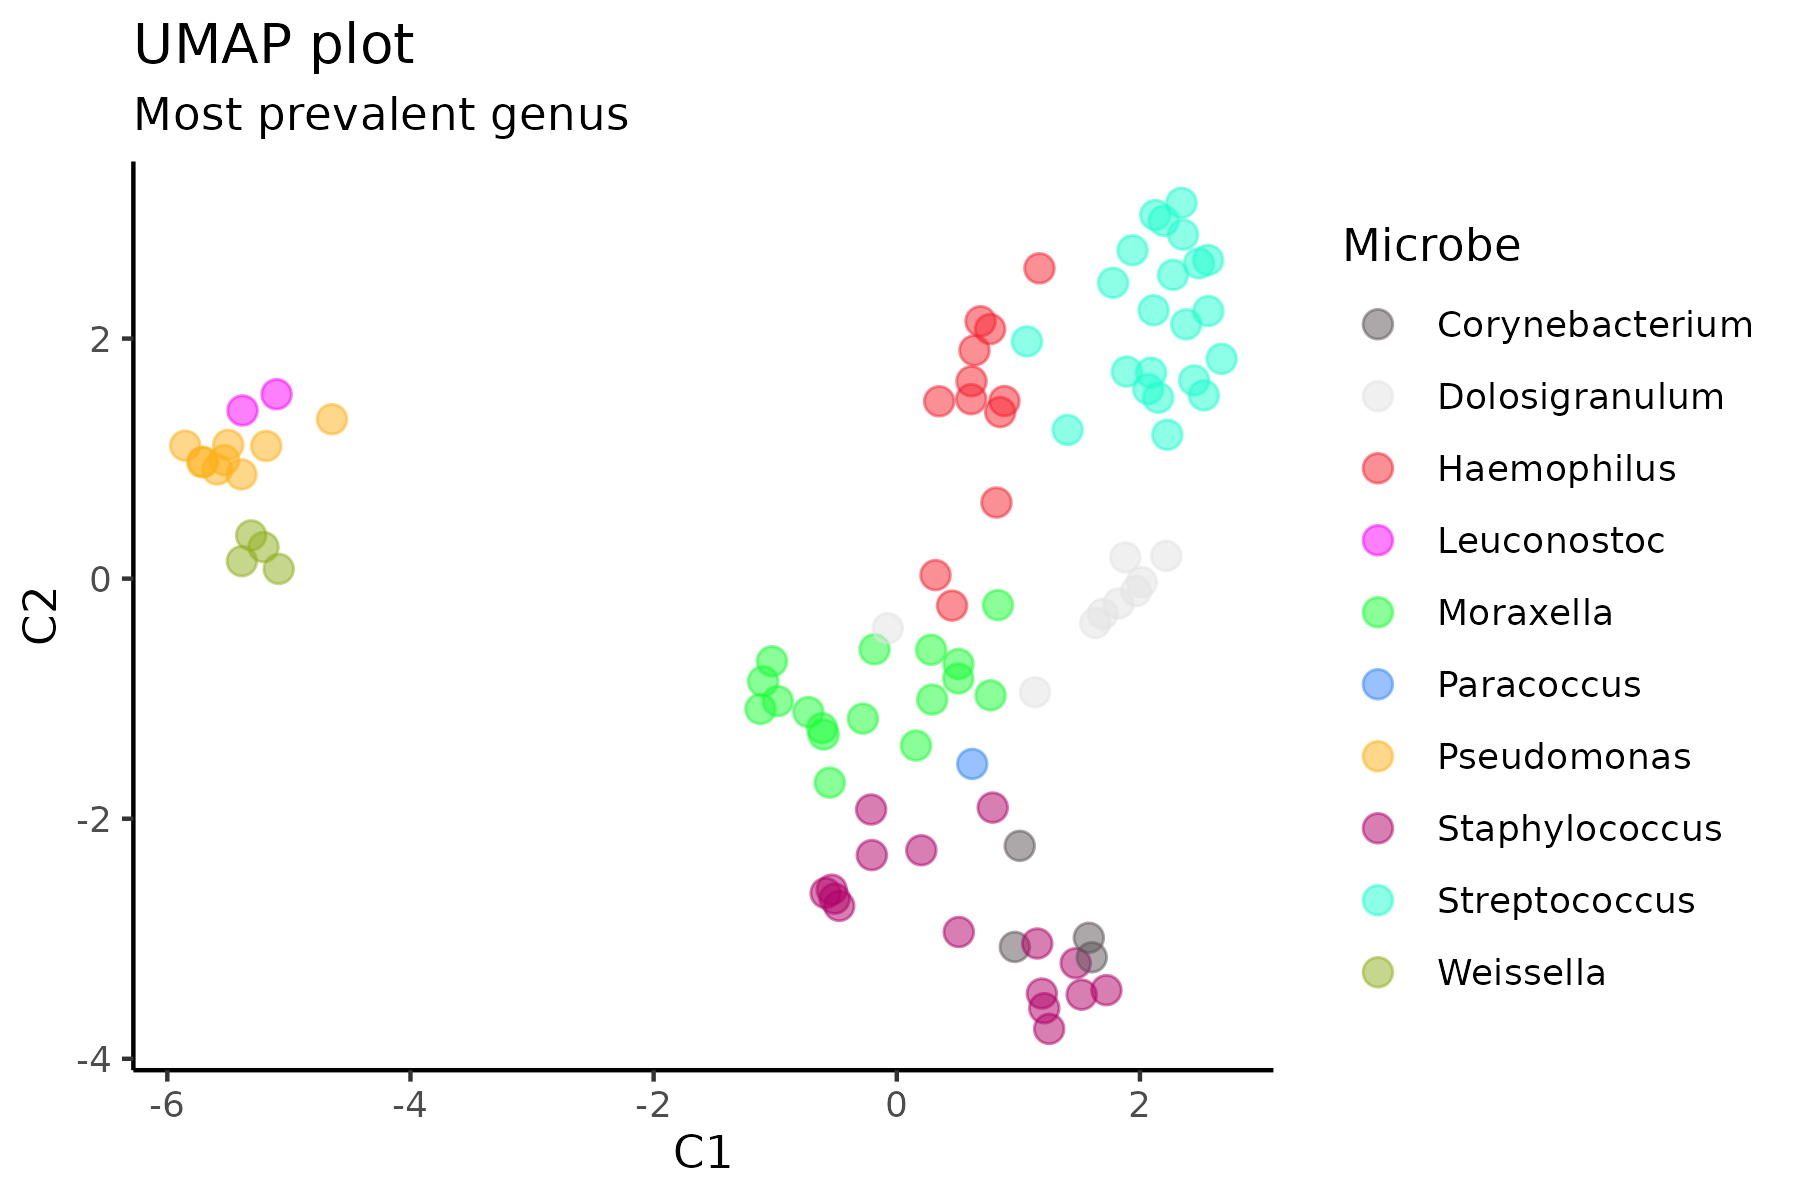 UMAP plot
Most prevalent genus
Microbe
Corynebacterium
Dolosigranulum
Haemophilus
Leuconostoc
Moraxella
Paracoccus
Pseudomonas
Staphylococcus
Streptococcus
Weissella
C2
2
0
-2
-4
-6 -4 -2 0 2
C1